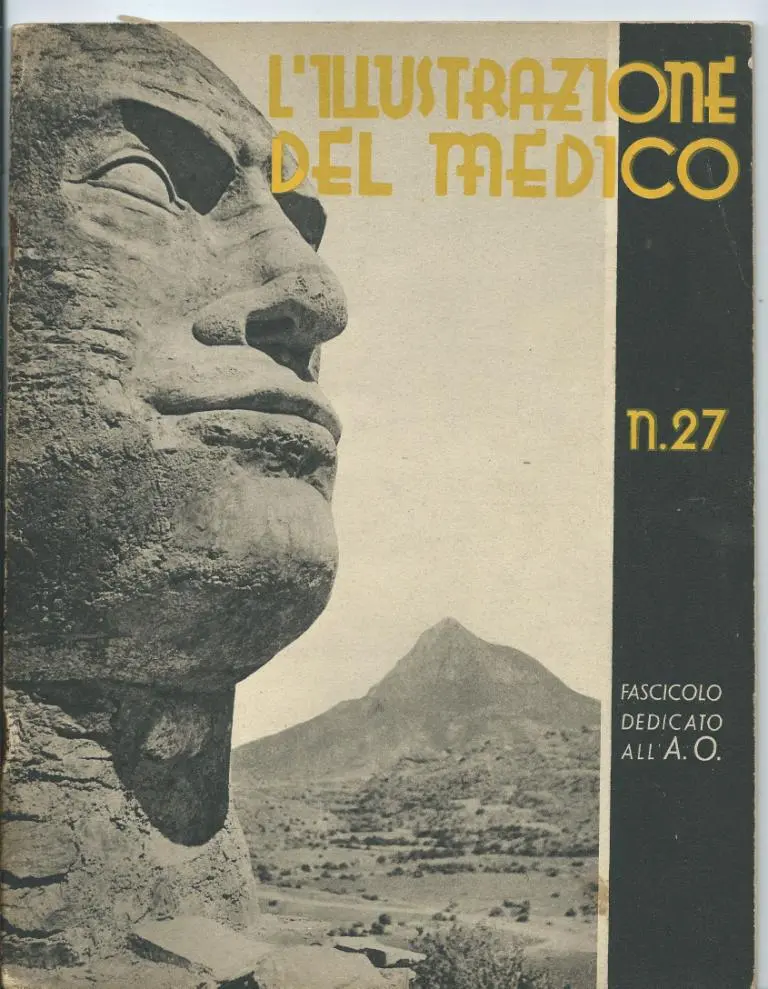 L'ILLUSTRAZIONE
DEL MEDICO
n.27
FASCICOLO
DEDICATO
ALL'A.O.